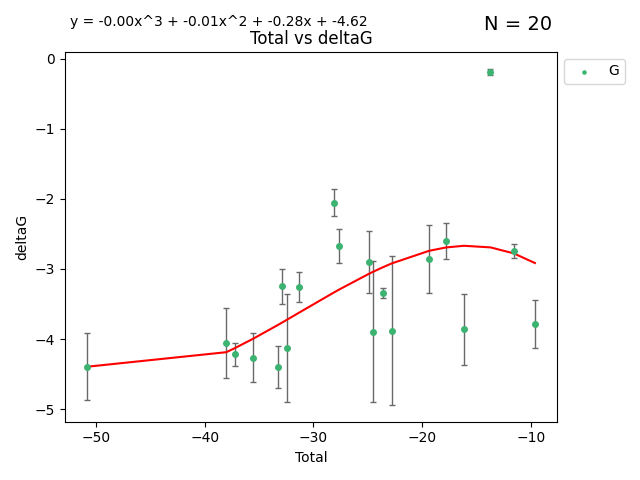 y = -0.00x^3 + -0.01x^2 + -0.28x + -4.62
N = 20
Total vs deltaG
G
0
−1
−2
−3
−4
−5
deltaG
−50 −40 −30 −20 −10
Total